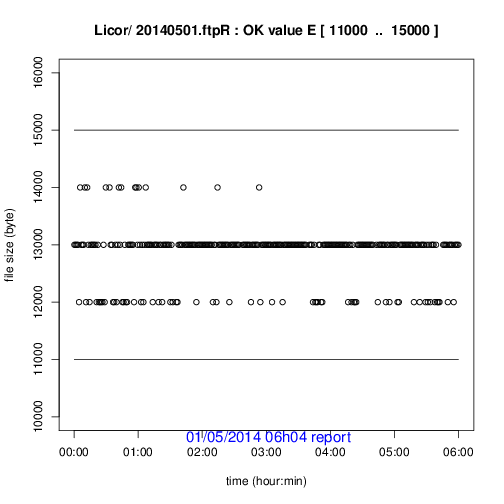 Licor/ 20140501.ftpR : OK value E [ 11000 .. 15000 ]
file size (byte)
16000
15000
14000
13000
12000
11000
10000
01/05/2014 06h04 report
00:00 01:00 02:00 03:00 04:00 05:00 06:00
time (hour:min)